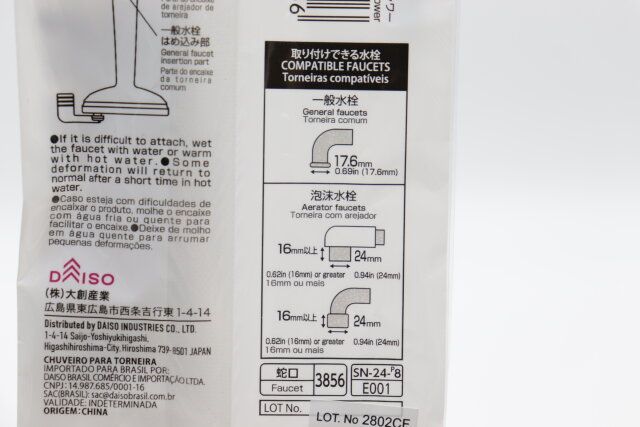 de arejador de
torneira
一般水栓
はめ込み部
General faucet
insertion part
Parte do encaixe
da torneira
comum
●If it is difficult to attach, wet
the faucet with water or warm
with hot water. ●Some
deformation will return to
normal after a short time in hot
water.
●Caso esteja com dificuldades de
encaixar o produto, molhe o encaixe
com água fria ou quente para
facilitar o encaixe. ●Deixe de molho
em água quente para arrumar
pequenas deformações.
DAISO
(株)大創産業
広島県東広島市西条吉行東1-4-14
Distributed by DAISO INDUSTRIES CO., LTD.
1-4-14 Saijo-Yoshiyukihigashi,
Higashihiroshima-City, Hiroshima 739-8501 JAPAN
CHUVEIRO PARA TORNEIRA
IMPORTADO PARA BRASIL POR:
DAISO BRASIL COMÉRCIO E IMPORTAÇÃO LTDA.
CNPJ: 14.987.685/0001-16
SAC(BRASIL): sac@daisobrasil.com.br
VALIDADE: INDETERMINADA
ORIGEM: CHINA
6
ワー
ower
取り付けできる水栓
COMPATIBLE FAUCETS
Torneiras compatíveis
一般水栓
General faucets
Torneira comum
17.6mm
0.69in (17.6mm)
泡沫水栓
Aerator faucets
Torneira com arejador
16mm以上
24mm
0.62in (16mm) or greater 0.94in (24mm)
16mm ou mais
16mm以上
24mm
0.62in (16mm) or greater 0.94in (24mm)
16mm ou mais
蛇口
Faucet
3856
SN-24-P8
E001
LOT No.
LOT. No 2802CE